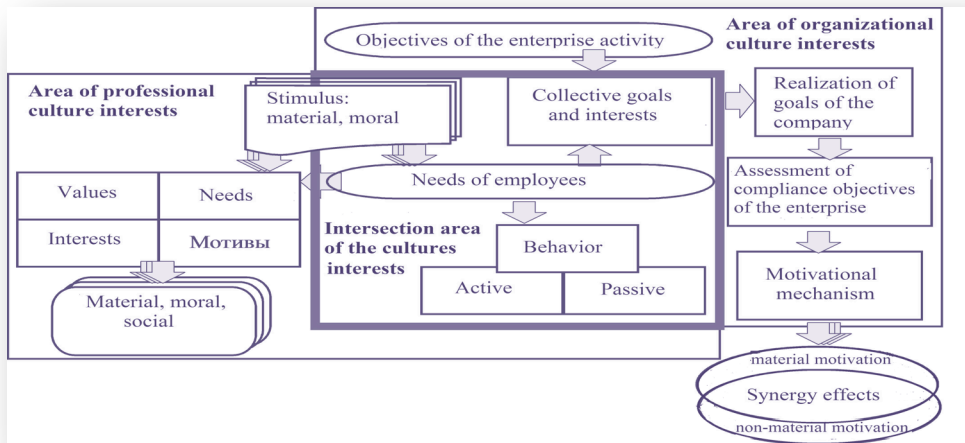 Objectives of the enterprise activity
Area of organizational
culture interests
Area of professional
culture interests
Stimulus:
material, moral
Collective goals
and interests
Realization of
goals of the
company
Values
Needs
Interests
Мотивы
Needs of employees
Assessment of
compliance objectives
of the enterprise
Intersection area
of the cultures
interests
Behavior
Active
Passive
Motivational
mechanism
Material, moral,
social
material motivation
Synergy effects
non-material motivation